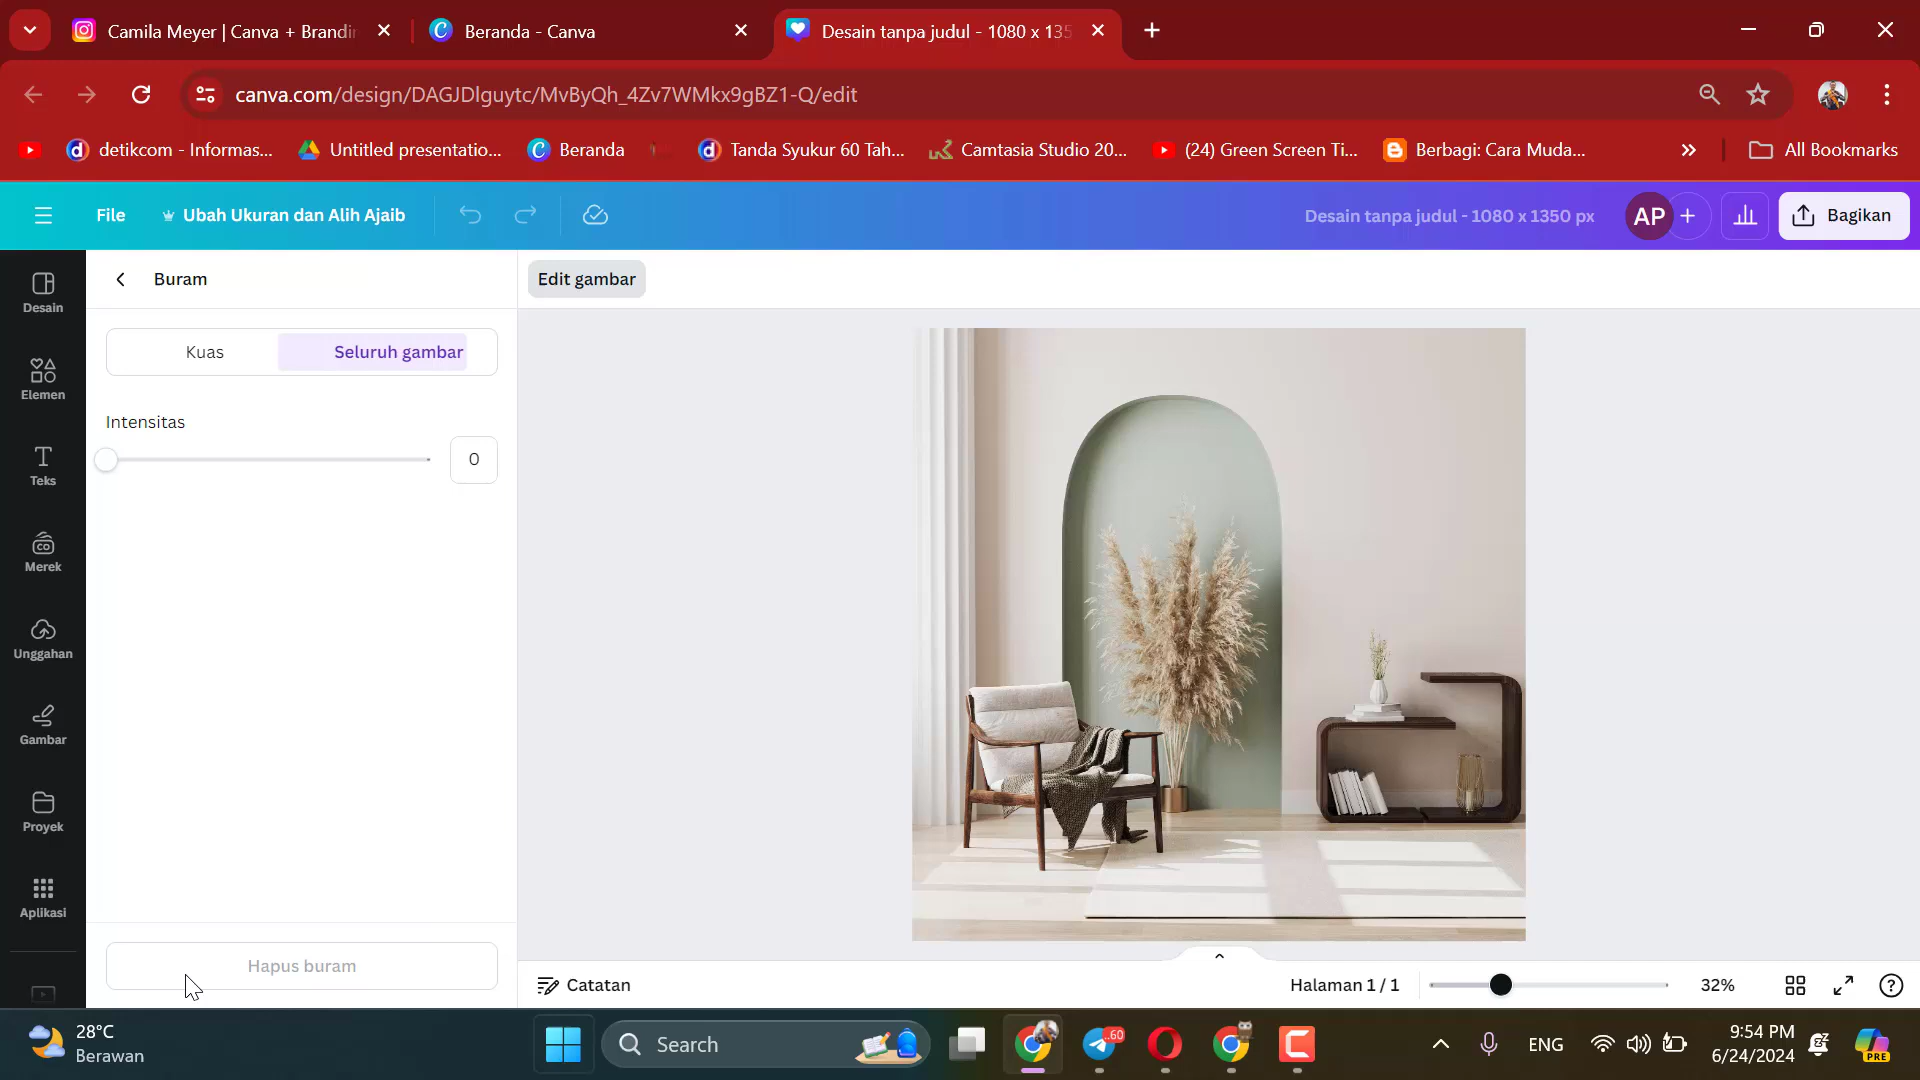 Camila Meyer | Canva + Brandir
Beranda - Canva
Desain tanpa judul - 1080 x 135
canva.com/design/DAGJDlguytc/MvByQh_4Zv7WMkx9gBZ1-Q/edit
detikcom - Informas...
Untitled presentatio...
Beranda
Tanda Syukur 60 Tah...
Camtasia Studio 20...
(24) Green Screen Ti...
Berbagi: Cara Muda...
All Bookmarks
File
Ubah Ukuran dan Alih Ajaib
Desain tanpa judul - 1080 x 1350 px
AP
Bagikan
Desain
Elemen
Teks
Merek
Unggahan
Gambar
Proyek
Aplikasi
Buram
Kuas
Seluruh gambar
Intensitas
0
Hapus buram
Edit gambar
Catatan
Halaman 1 / 1
32%
28°C
Berawan
Search
60
ENG
9:54 PM
6/24/2024
PRE